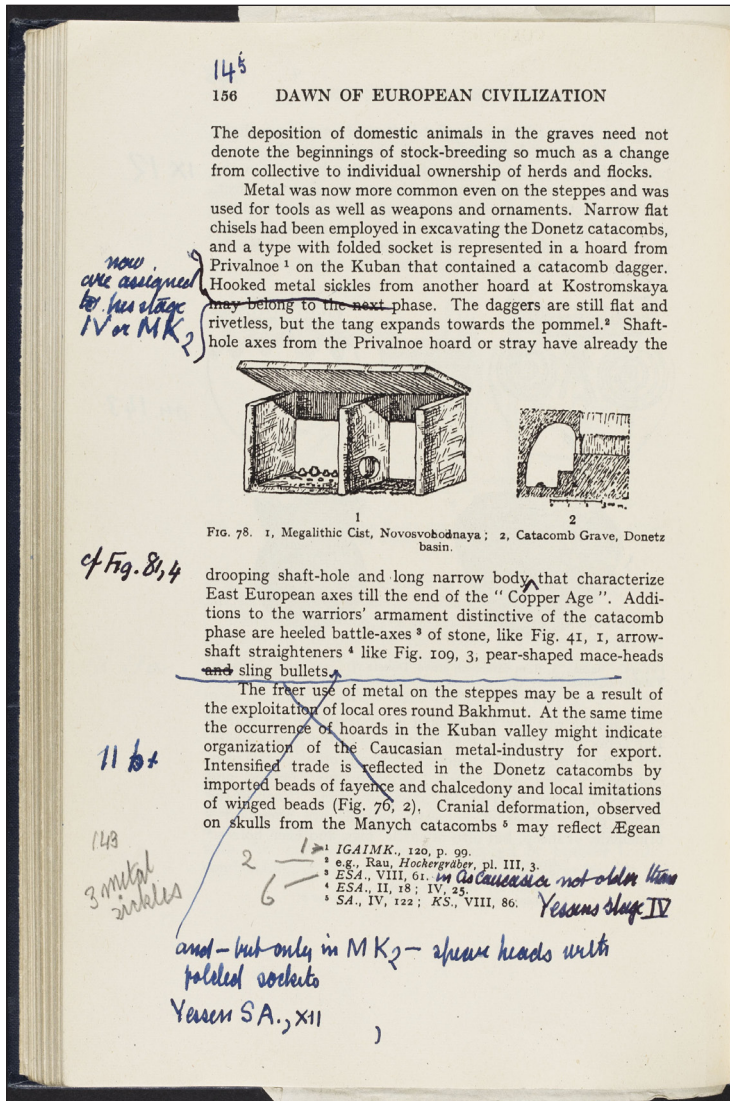 145
156 DAWN OF EUROPEAN CIVILIZATION
The deposition of domestic animals in the graves need not
denote the beginnings of stock-breeding so much as a change
from collective to individual ownership of herds and flocks.
Metal was now more common even on the steppes and was
used for tools as well as weapons and ornaments. Narrow flat
chisels had been employed in excavating the Donetz catacombs,
and a type with folded socket is represented in a hoard from
Privalnoe ¹ on the Kuban that contained a catacomb dagger.
Hooked metal sickles from another hoard at Kostromskaya
may belong to the next phase. The daggers are still flat and
rivetless, but the tang expands towards the pommel.² Shaft-
hole axes from the Privalnoe hoard or stray have already the
now
are assigned
to his stage
IV or MK2
1
2
FIG. 78. 1, Megalithic Cist, Novosvobodnaya; 2, Catacomb Grave, Donetz
basin.
cf Fig. 81, 4
drooping shaft-hole and long narrow body that characterize
East European axes till the end of the " Copper Age ". Addi-
tions to the warriors' armament distinctive of the catacomb
phase are heeled battle-axes ³ of stone, like Fig. 41, 1, arrow-
shaft straighteners ⁴ like Fig. 109, 3, pear-shaped mace-heads
and sling bullets.
The freer use of metal on the steppes may be a result of
the exploitation of local ores round Bakhmut. At the same time
the occurrence of hoards in the Kuban valley might indicate
organization of the Caucasian metal-industry for export.
Intensified trade is reflected in the Donetz catacombs by
imported beads of fayence and chalcedony and local imitations
of winged beads (Fig. 76, 2). Cranial deformation, observed
on skulls from the Manych catacombs ⁵ may reflect Ægean
11 pt
143
3 metal
sickles
2
1
6
¹ IGAIMK., 120, p. 99.
² e.g., Rau, Hockergräber, pl. III, 3.
³ ESA., VIII, 61. in Ascaucasia not older than
⁴ ESA., II, 18; IV, 25.
⁵ SA., IV, 122; KS., VIII, 86. Yessens stage IV
and – but only in MK2 – spear heads with
folded sockets
Yessen SA., XII